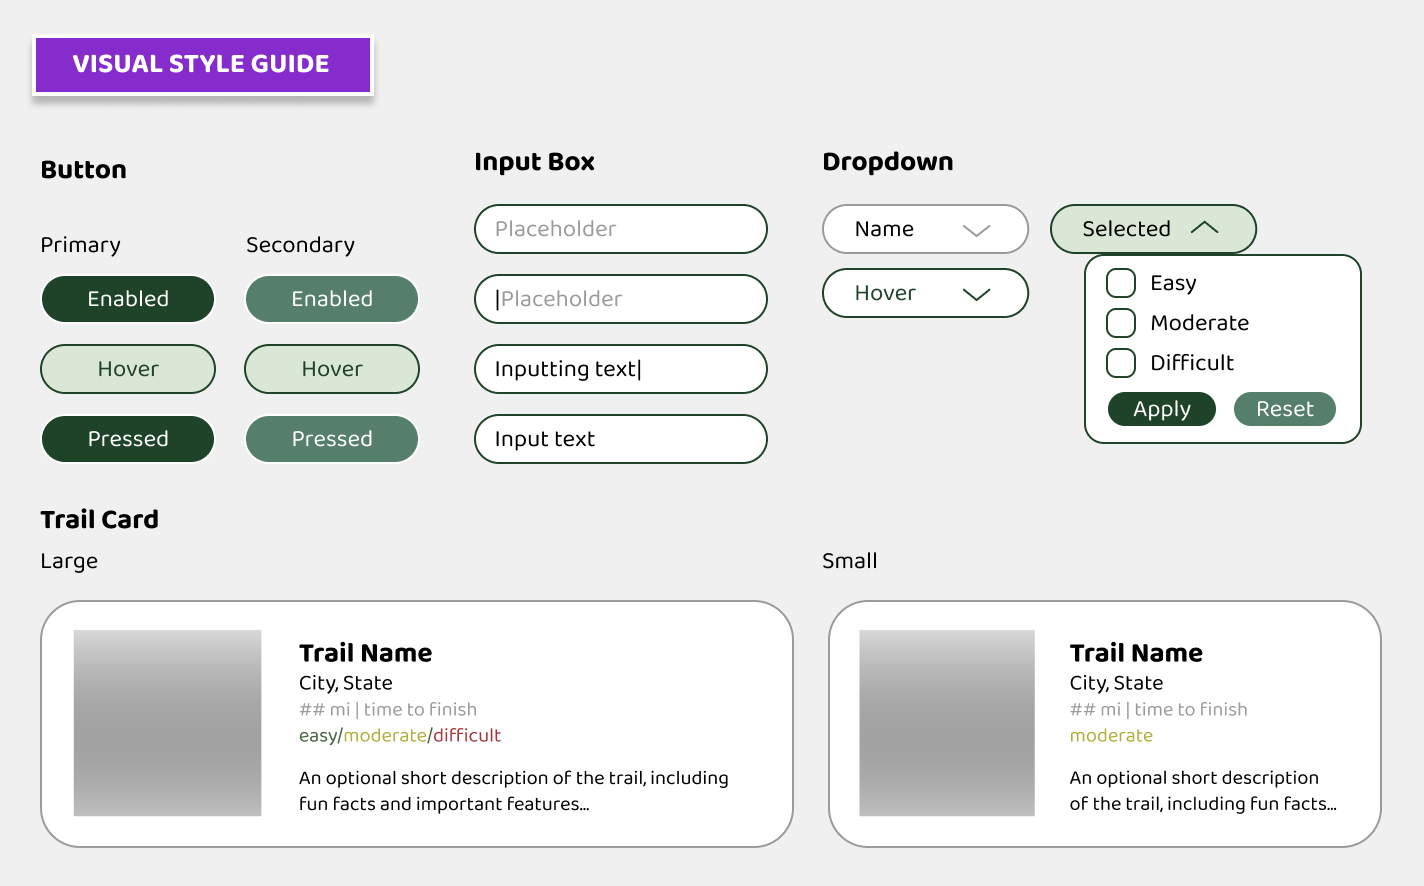 VISUAL STYLE GUIDE
Button
Primary
Secondary
Enabled
Enabled
Hover
Hover
Pressed
Pressed
Input Box
Placeholder
|Placeholder
Inputting text|
Input text
Dropdown
Name
Hover
Selected
Easy
Moderate
Difficult
Apply
Reset
Trail Card
Large
Trail Name
City, State
## mi | time to finish
easy/moderate/difficult
An optional short description of the trail, including
fun facts and important features...
Small
Trail Name
City, State
## mi | time to finish
moderate
An optional short description
of the trail, including fun facts...